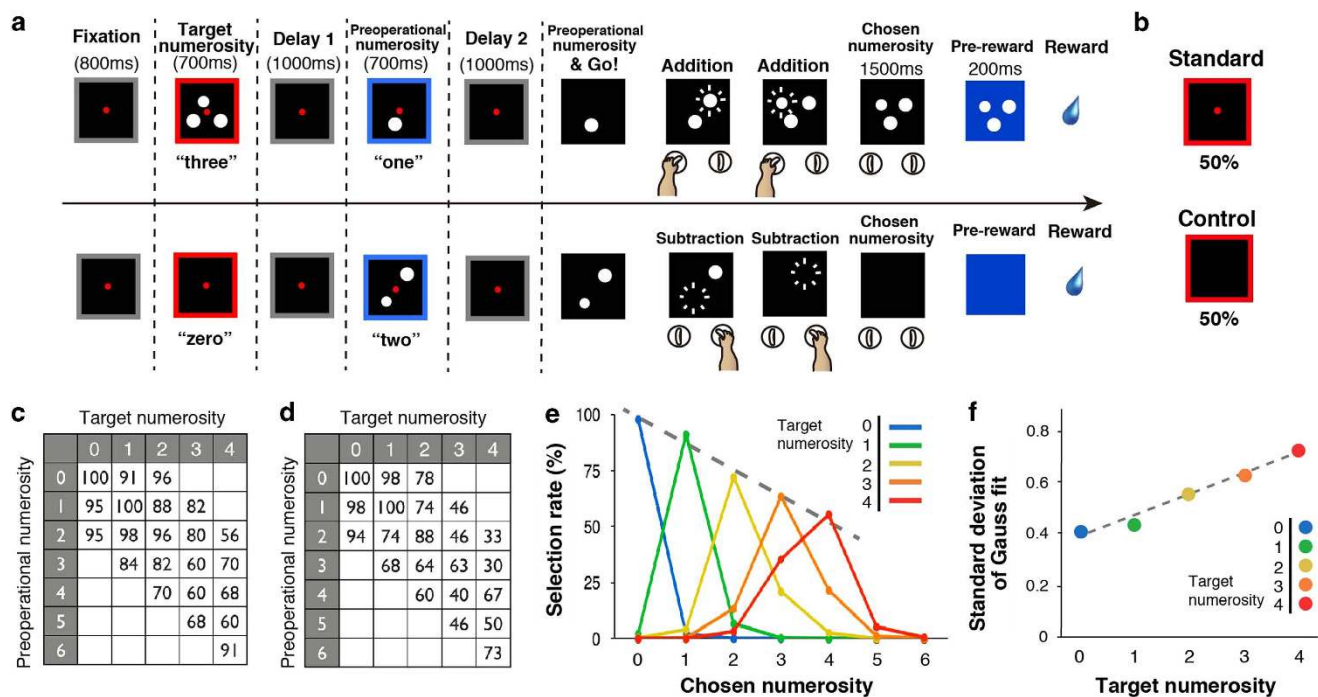 a
Fixation
(800ms)
Target
numerosity
(700ms)
Delay 1
(1000ms)
Preoperational
numerosity
(700ms)
Delay 2
(1000ms)
Preoperational
numerosity
& Go!
Addition
Addition
Chosen
numerosity
1500ms
Pre-reward
200ms
Reward
“three”
“one”
Subtraction
Subtraction
Chosen
numerosity
Pre-reward
Reward
“zero”
“two”
b
Standard
50%
Control
50%
c
Target numerosity
Preoperational numerosity
0 1 2 3 4
0 100 91 96
1 95 100 88 82
2 95 98 96 80 56
3 84 82 60 70
4 70 60 68
5 68 60
6 91
d
Target numerosity
Preoperational numerosity
0 1 2 3 4
0 100 98 78
1 98 100 74 46
2 94 74 88 46 33
3 68 64 63 30
4 60 40 67
5 46 50
6 73
e
Selection rate (%)
100
75
50
25
0
0 1 2 3 4 5 6
Chosen numerosity
Target
numerosity
0
1
2
3
4
f
Standard deviation
of Gauss fit
0.8
0.6
0.4
0.2
0
0 1 2 3 4
Target numerosity
Target
numerosity
0
1
2
3
4